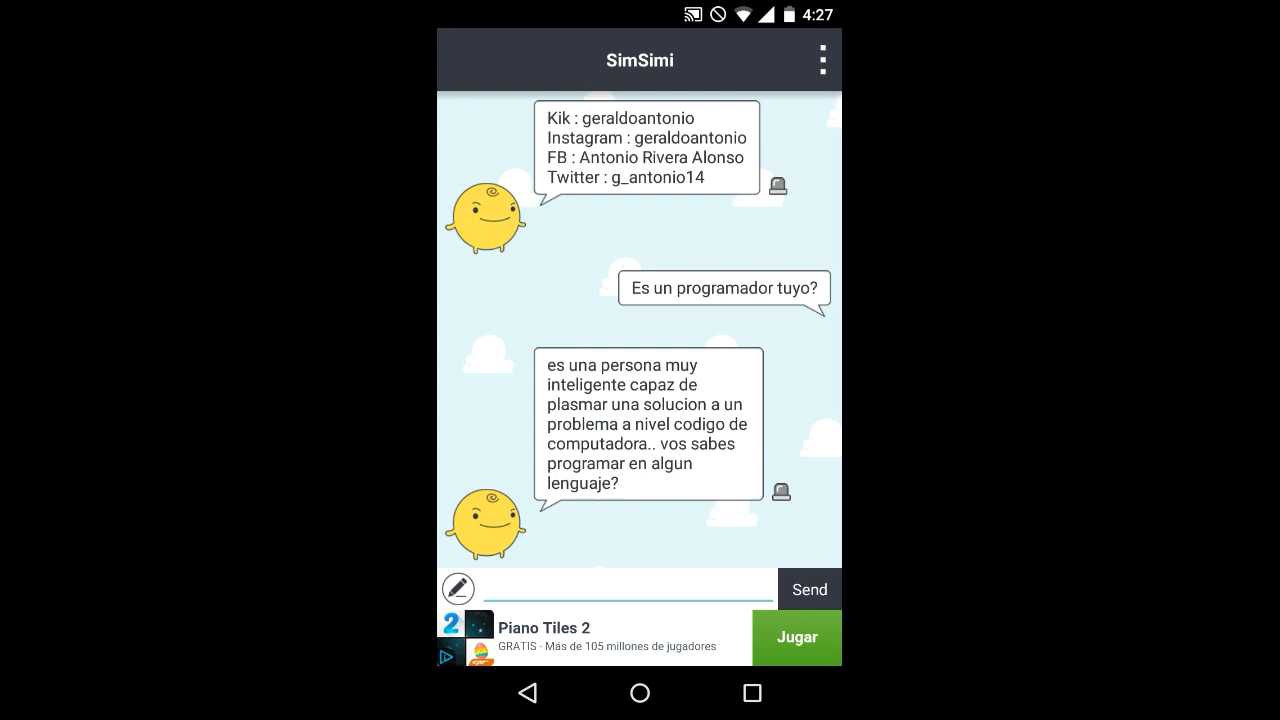 4:27
SimSimi
Kik : geraldoantonio
Instagram : geraldoantonio
FB : Antonio Rivera Alonso
Twitter : g_antonio14
Es un programador tuyo?
es una persona muy
inteligente capaz de
plasmar una solucion a un
problema a nivel codigo de
computadora.. vos sabes
programar en algun
lenguaje?
Send
2
Piano Tiles 2
GRATIS · Más de 105 millones de jugadores
Jugar